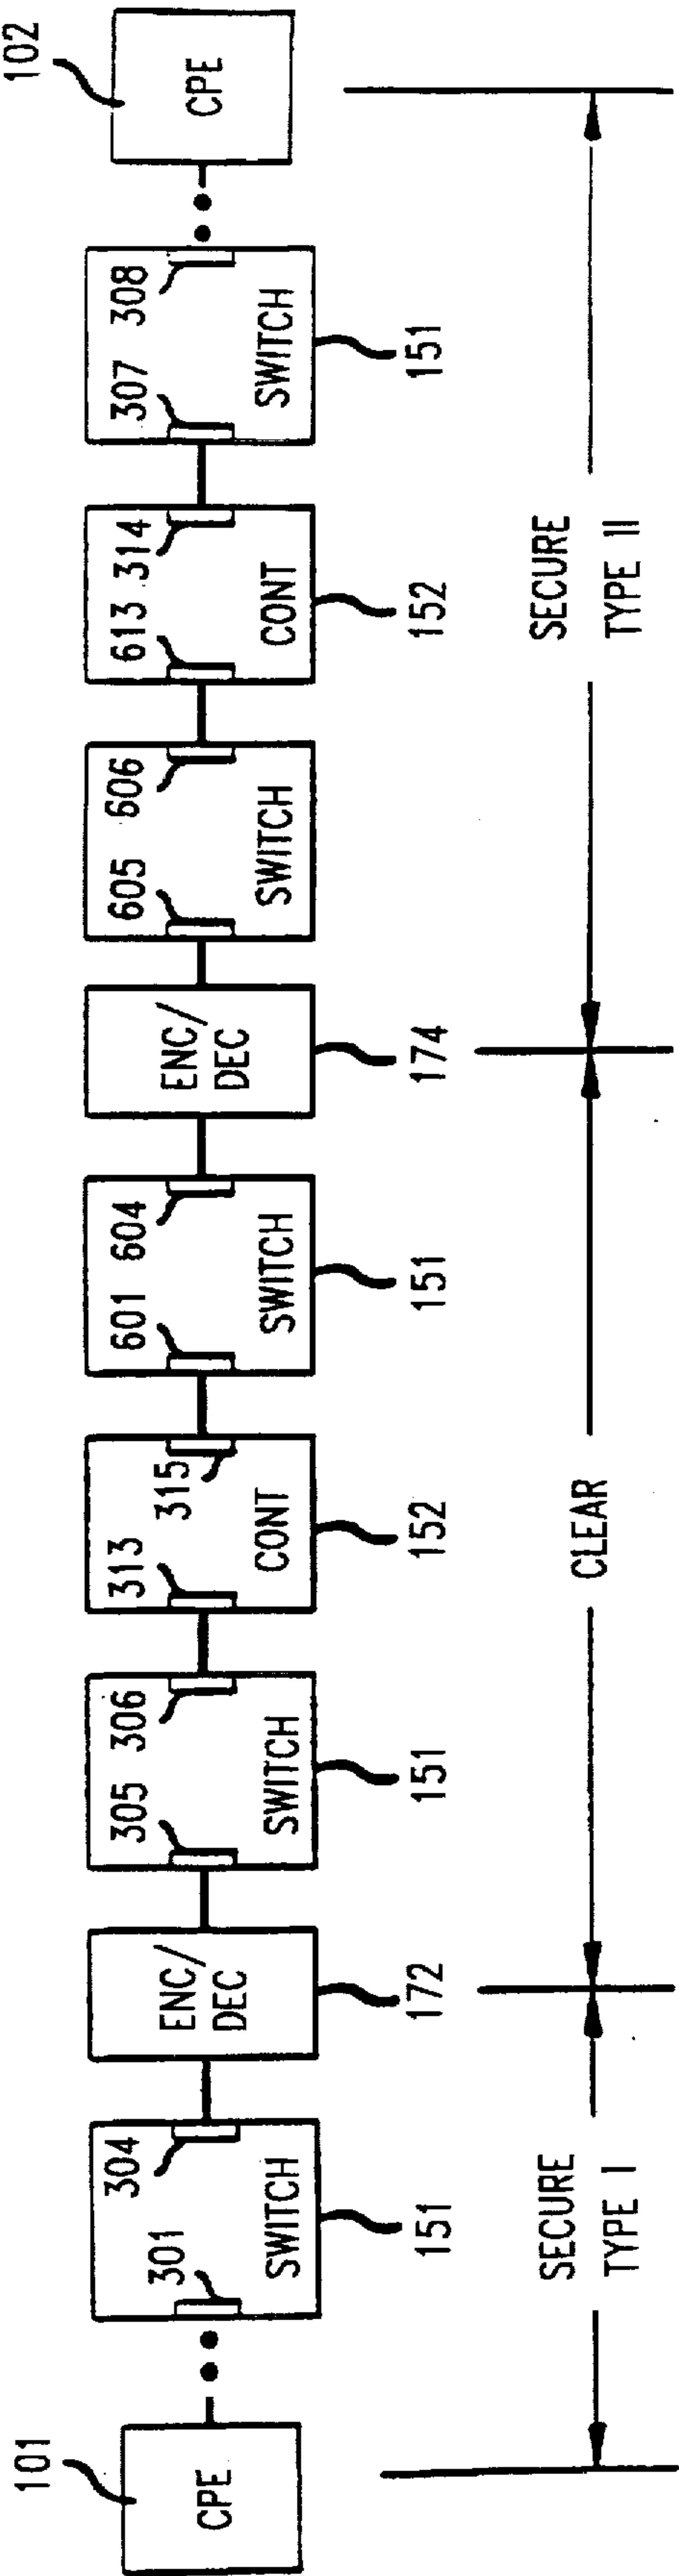 101
CPE
301
304
SWITCH
151
ENC/
DEC
172
305
306
SWITCH
151
313
315
CONT
152
601
604
SWITCH
151
ENC/
DEC
174
605
606
SWITCH
613
314
CONT
152
307
308
SWITCH
151
102
CPE
SECURE
TYPE I
CLEAR
SECURE
TYPE II